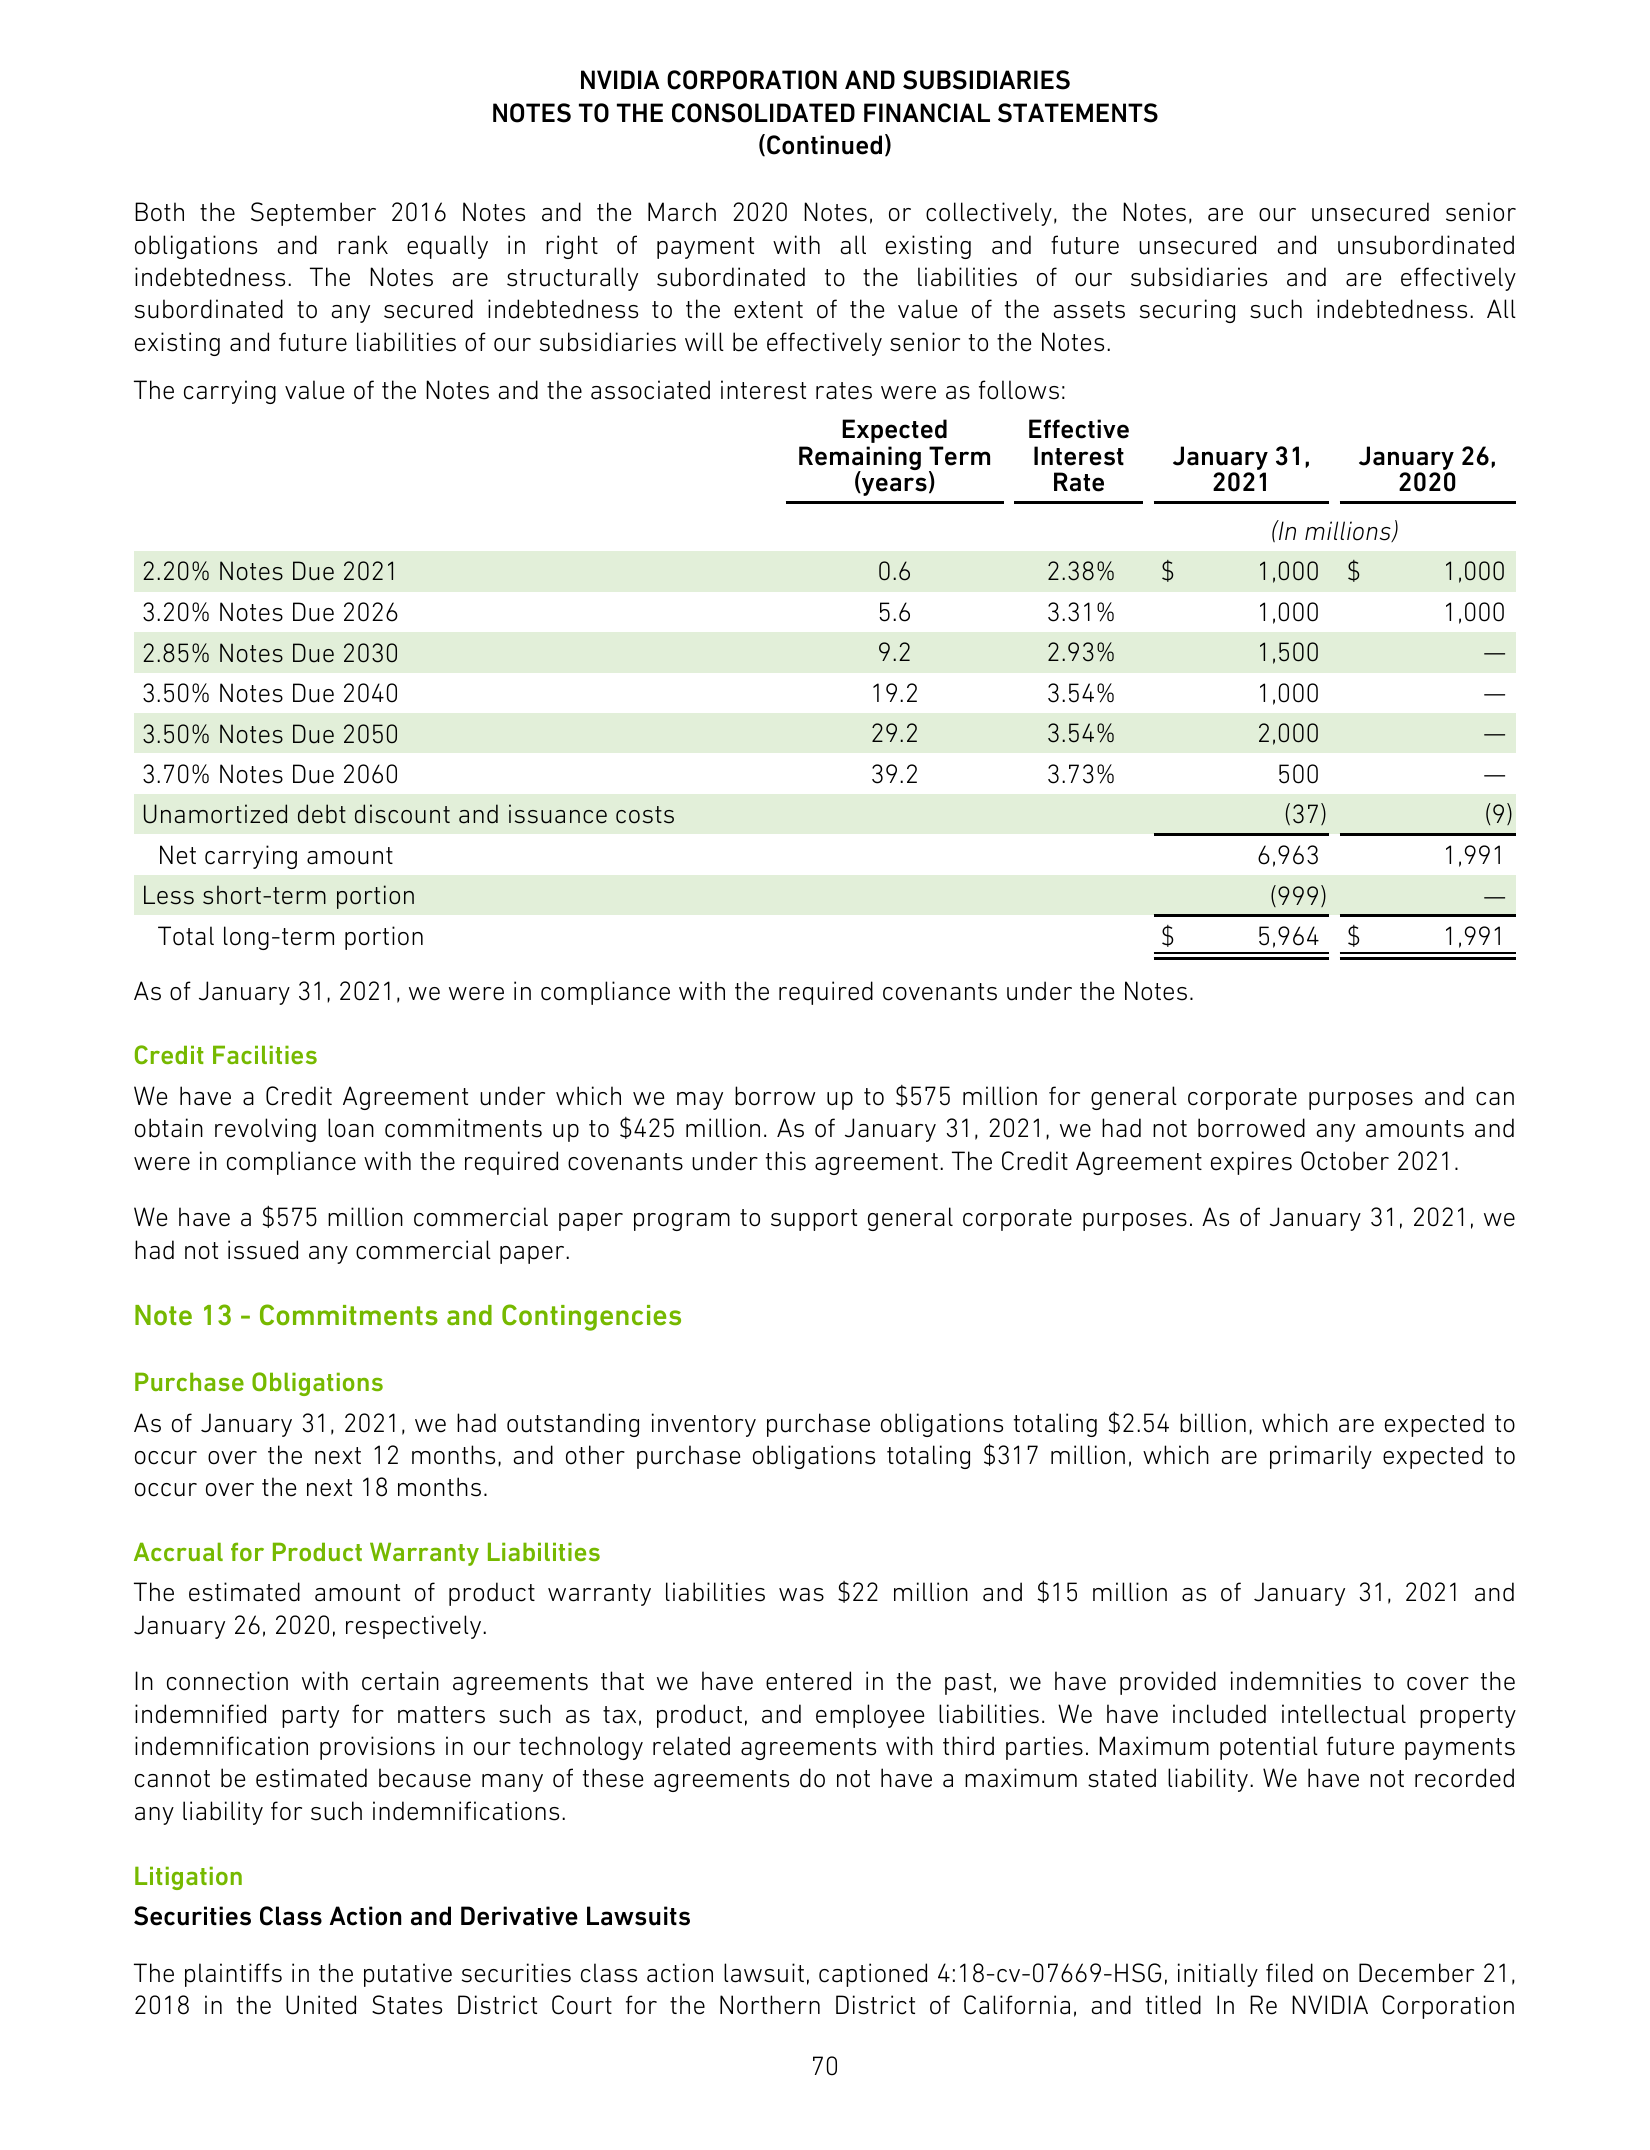 NVIDIA CORPORATION AND SUBSIDIARIES
NOTES TO THE CONSOLIDATED FINANCIAL STATEMENTS
(Continued)
Both the September 2016 Notes and the March 2020 Notes, or collectively, the Notes, are our unsecured senior
obligations and rank equally in right of payment with all existing and future unsecured and unsubordinated
indebtedness. The Notes are structurally subordinated to the liabilities of our subsidiaries and are effectively
subordinated to any secured indebtedness to the extent of the value of the assets securing such indebtedness. All
existing and future liabilities of our subsidiaries will be effectively senior to the Notes.
The carrying value of the Notes and the associated interest rates were as follows:
Expected Remaining Term (years) Effective Interest Rate January 31, 2021 January 26, 2020
(In millions)
2.20% Notes Due 2021 0.6 2.38% $ 1,000 $ 1,000
3.20% Notes Due 2026 5.6 3.31% 1,000 1,000
2.85% Notes Due 2030 9.2 2.93% 1,500 —
3.50% Notes Due 2040 19.2 3.54% 1,000 —
3.50% Notes Due 2050 29.2 3.54% 2,000 —
3.70% Notes Due 2060 39.2 3.73% 500 —
Unamortized debt discount and issuance costs (37) (9)
Net carrying amount 6,963 1,991
Less short-term portion (999) —
Total long-term portion $ 5,964 $ 1,991
As of January 31, 2021, we were in compliance with the required covenants under the Notes.
Credit Facilities
We have a Credit Agreement under which we may borrow up to $575 million for general corporate purposes and can
obtain revolving loan commitments up to $425 million. As of January 31, 2021, we had not borrowed any amounts and
were in compliance with the required covenants under this agreement. The Credit Agreement expires October 2021.
We have a $575 million commercial paper program to support general corporate purposes. As of January 31, 2021, we
had not issued any commercial paper.
Note 13 - Commitments and Contingencies
Purchase Obligations
As of January 31, 2021, we had outstanding inventory purchase obligations totaling $2.54 billion, which are expected to
occur over the next 12 months, and other purchase obligations totaling $317 million, which are primarily expected to
occur over the next 18 months.
Accrual for Product Warranty Liabilities
The estimated amount of product warranty liabilities was $22 million and $15 million as of January 31, 2021 and
January 26, 2020, respectively.
In connection with certain agreements that we have entered in the past, we have provided indemnities to cover the
indemnified party for matters such as tax, product, and employee liabilities. We have included intellectual property
indemnification provisions in our technology related agreements with third parties. Maximum potential future payments
cannot be estimated because many of these agreements do not have a maximum stated liability. We have not recorded
any liability for such indemnifications.
Litigation
Securities Class Action and Derivative Lawsuits
The plaintiffs in the putative securities class action lawsuit, captioned 4:18-cv-07669-HSG, initially filed on December 21,
2018 in the United States District Court for the Northern District of California, and titled In Re NVIDIA Corporation
70